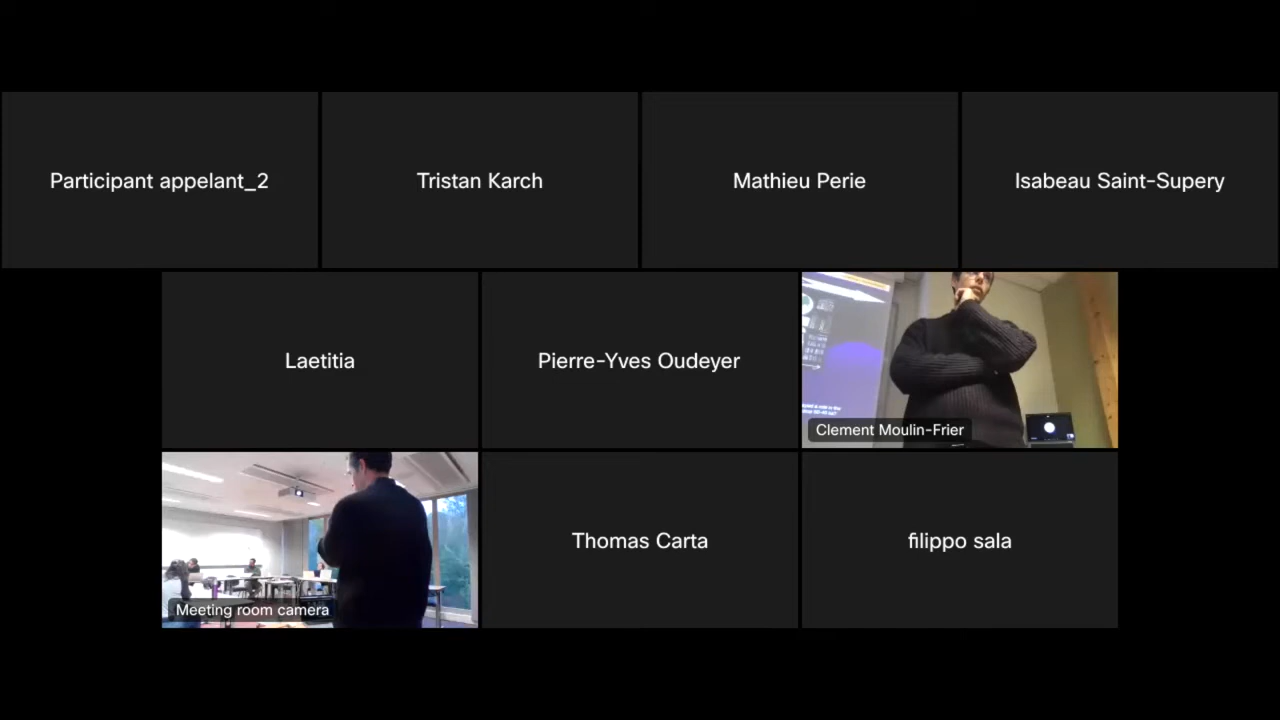 Participant appelant_2
Tristan Karch
Mathieu Perie
Isabeau Saint-Supery
Laetitia
Pierre-Yves Oudeyer
Clement Moulin-Frier
Meeting room camera
Thomas Carta
filippo sala